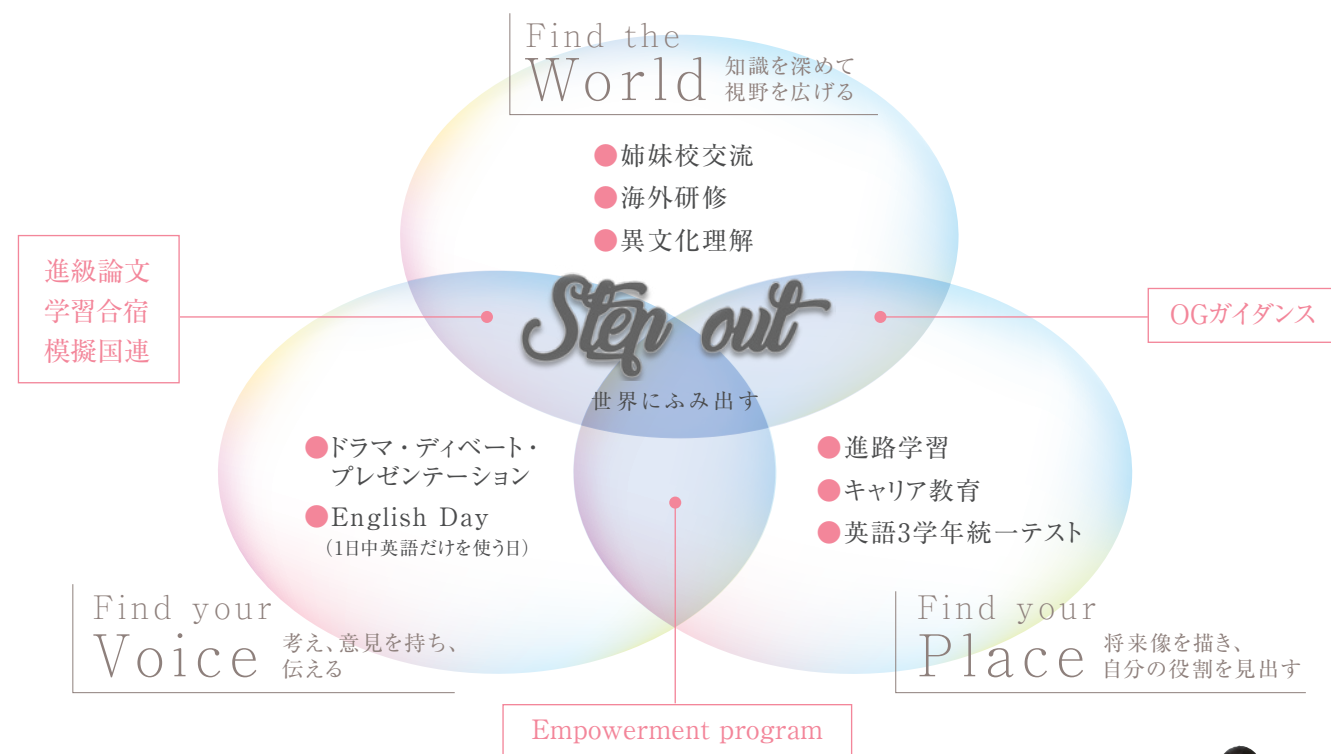 Find the
World
知識を深めて
視野を広げる
●姉妹校交流
●海外研修
●異文化理解
進級論文
学習合宿
模擬国連
Step out
世界にふみ出す
OGガイダンス
●ドラマ・ディベート・
プレゼンテーション
●English Day
（1日中英語だけを使う日）
●進路学習
●キャリア教育
●英語3学年統一テスト
Find your
Voice
考え、意見を持ち、
伝える
Find your
Place
将来像を描き、
自分の役割を見出す
Empowerment program